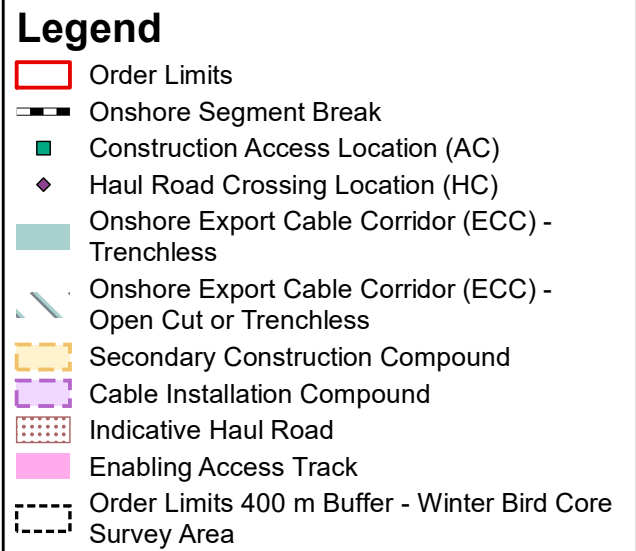 Legend
Order Limits
Onshore Segment Break
Construction Access Location (AC)
Haul Road Crossing Location (HC)
Onshore Export Cable Corridor (ECC) -
Trenchless
Onshore Export Cable Corridor (ECC) -
Open Cut or Trenchless
Secondary Construction Compound
Cable Installation Compound
Indicative Haul Road
Enabling Access Track
Order Limits 400 m Buffer - Winter Bird Core
Survey Area